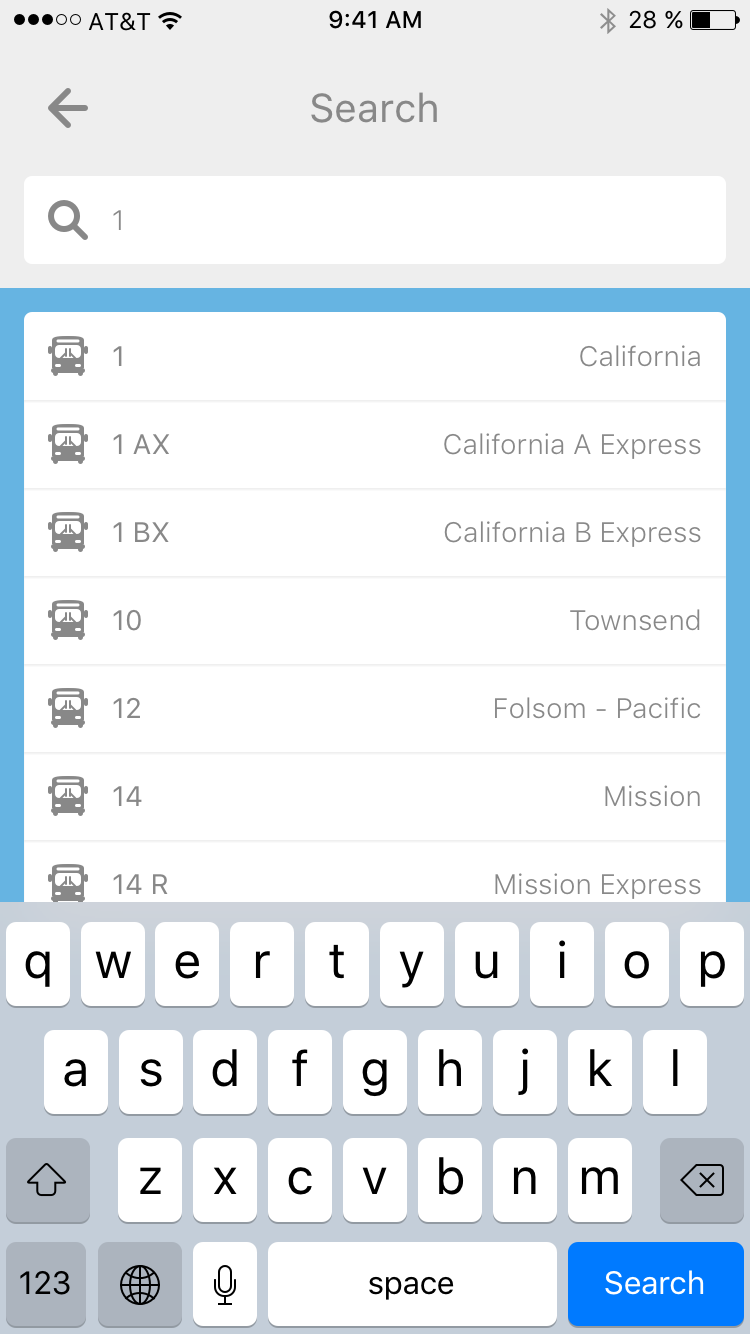 AT&T 9:41 AM 28 %
Search
1
1 California
1 AX California A Express
1 BX California B Express
10 Townsend
12 Folsom - Pacific
14 Mission
14 R Mission Express
q w e r t y u i o p
a s d f g h j k l
z x c v b n m
123 space Search